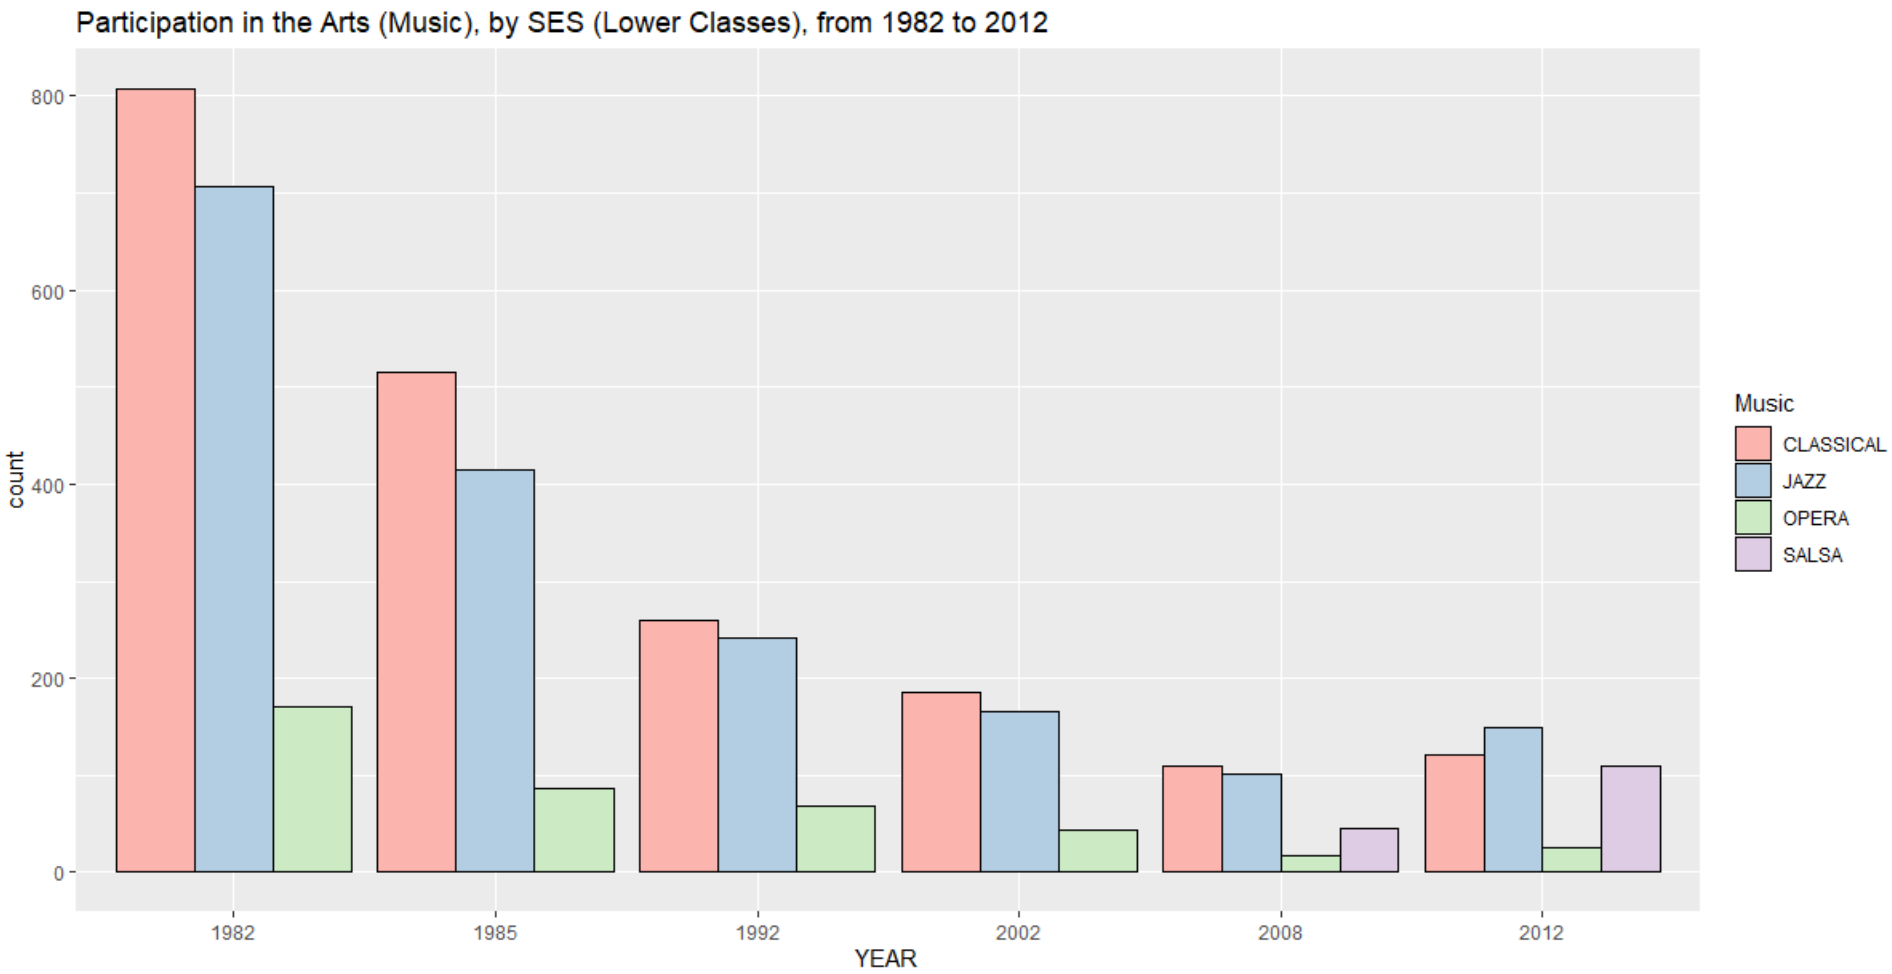 Participation in the Arts (Music), by SES (Lower Classes), from 1982 to 2012
800
600
400
200
0
count
1982 1985 1992 2002 2008 2012
YEAR
Music
CLASSICAL
JAZZ
OPERA
SALSA